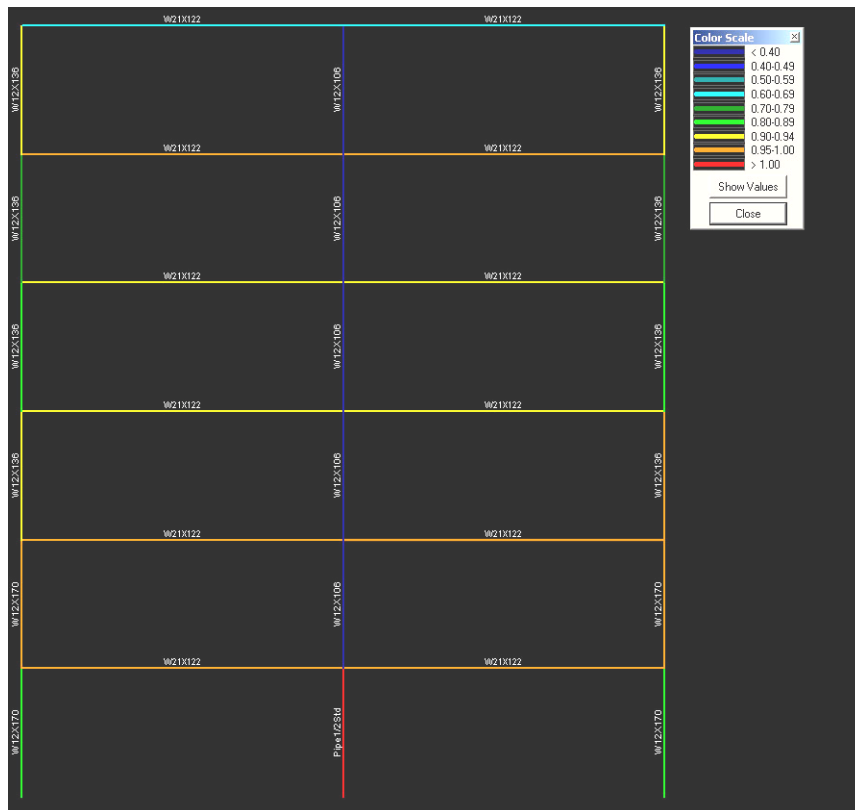 W21X122 W21X122
Color Scale
< 0.40
0.40-0.49
0.50-0.59
0.60-0.69
0.70-0.79
0.80-0.89
0.90-0.94
0.95-1.00
> 1.00
Show Values
Close
W12X136 W12X106 W12X136
W21X122 W21X122
W12X136 W12X106 W12X136
W21X122 W21X122
W12X136 W12X106 W12X136
W21X122 W21X122
W12X136 W12X106 W12X136
W21X122 W21X122
W12X170 W12X106 W12X170
W21X122 W21X122
W12X170 Pipe1/2Std W12X170